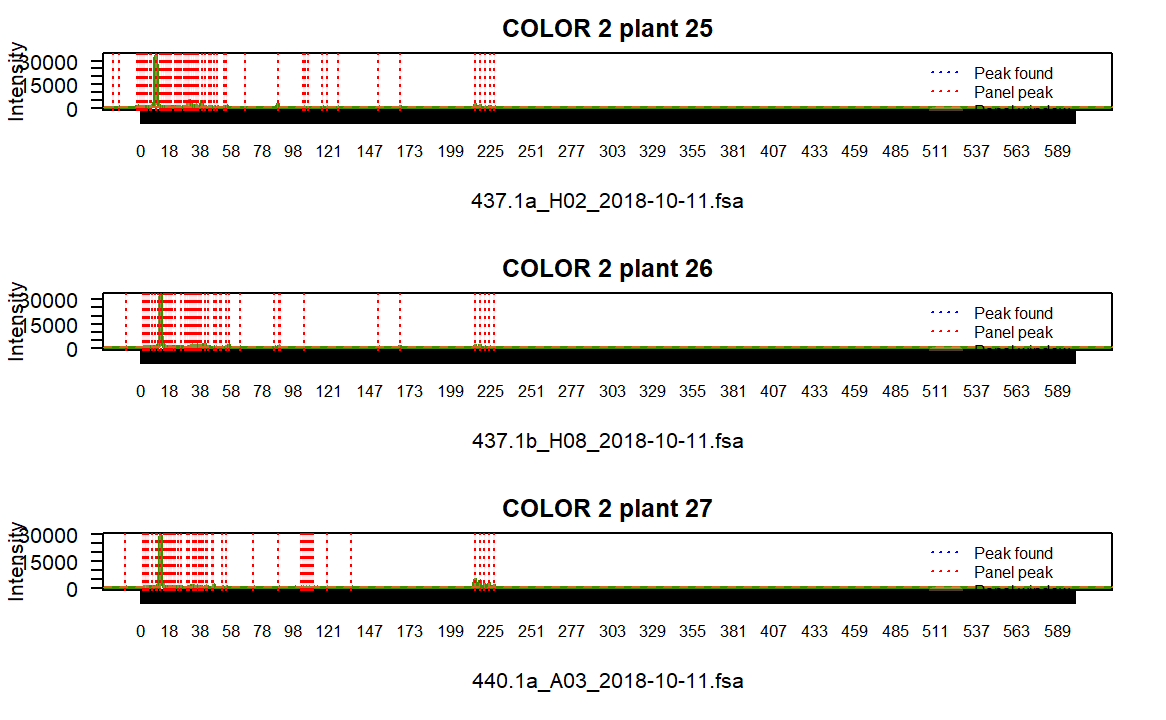 COLOR 2 plant 25
Intensity
30000
15000
0
Peak found
Panel peak
0 18 38 58 78 98 121 147 173 199 225 251 277 303 329 355 381 407 433 459 485 511 537 563 589
437.1a_H02_2018-10-11.fsa
COLOR 2 plant 26
Intensity
30000
15000
0
Peak found
Panel peak
0 18 38 58 78 98 121 147 173 199 225 251 277 303 329 355 381 407 433 459 485 511 537 563 589
437.1b_H08_2018-10-11.fsa
COLOR 2 plant 27
Intensity
30000
15000
0
Peak found
Panel peak
0 18 38 58 78 98 121 147 173 199 225 251 277 303 329 355 381 407 433 459 485 511 537 563 589
440.1a_A03_2018-10-11.fsa